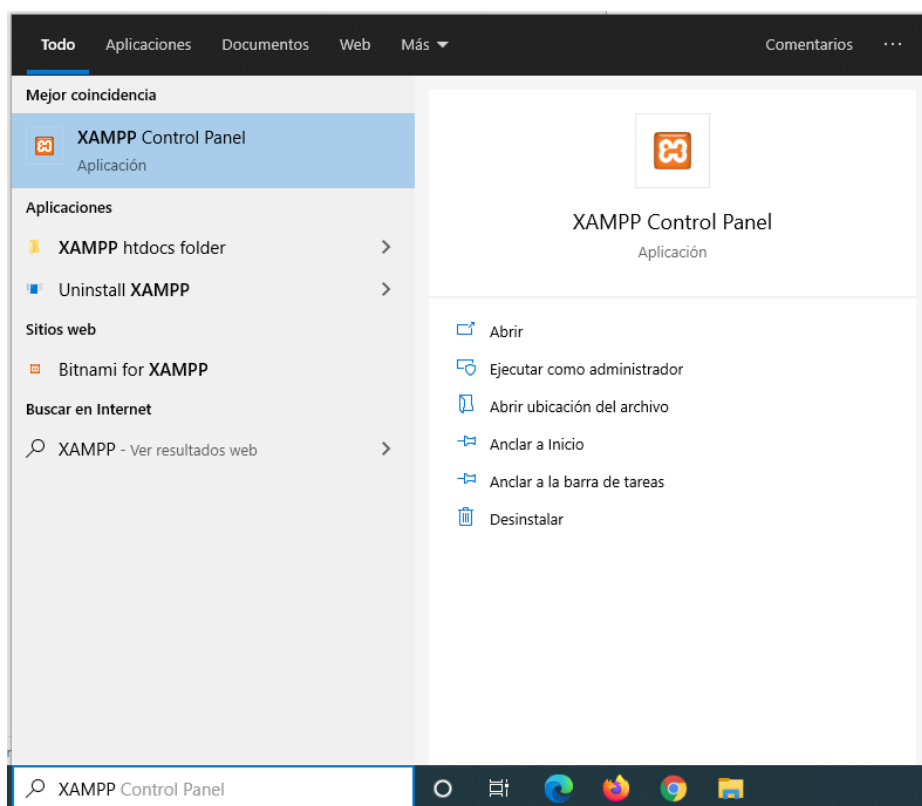 Todo Aplicaciones Documentos Web Más Comentarios ...
Mejor coincidencia
XAMPP Control Panel
Aplicación
Aplicaciones
XAMPP htdocs folder
Uninstall XAMPP
Sitios web
Bitnami for XAMPP
Buscar en Internet
XAMPP - Ver resultados web
XAMPP Control Panel
Aplicación
Abrir
Ejecutar como administrador
Abrir ubicación del archivo
Anclar a Inicio
Anclar a la barra de tareas
Desinstalar
XAMPP Control Panel